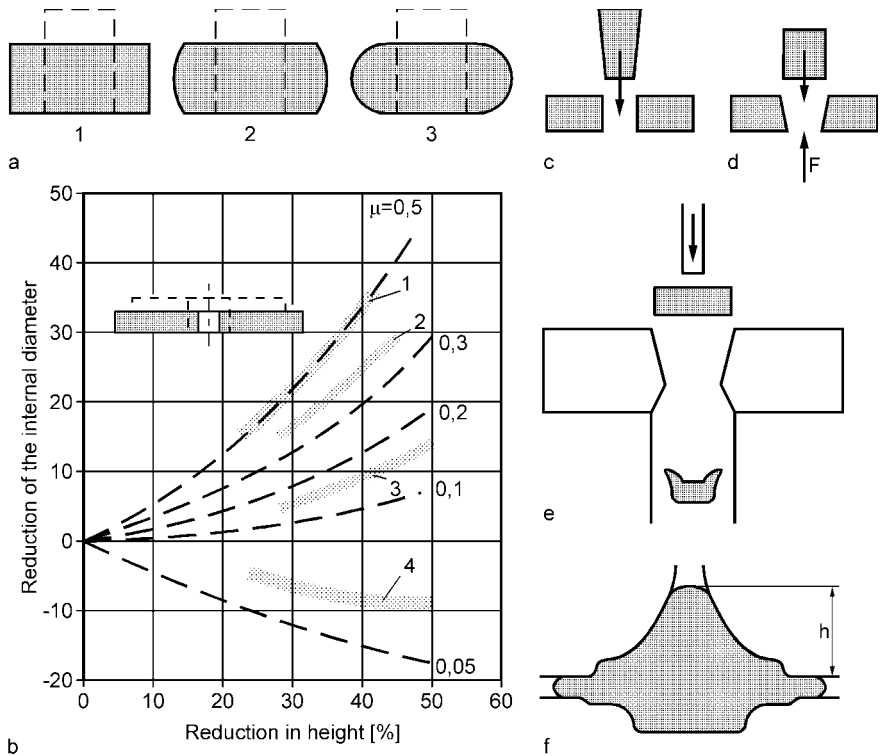 1
2
3
a
c
d
F
50
40
30
20
10
0
-10
-20
μ=0,5
1
2
0,3
0,2
3
0,1
4
0,05
0 10 20 30 40 50 60
Reduction of the internal diameter
Reduction in height [%]
b
e
h
f